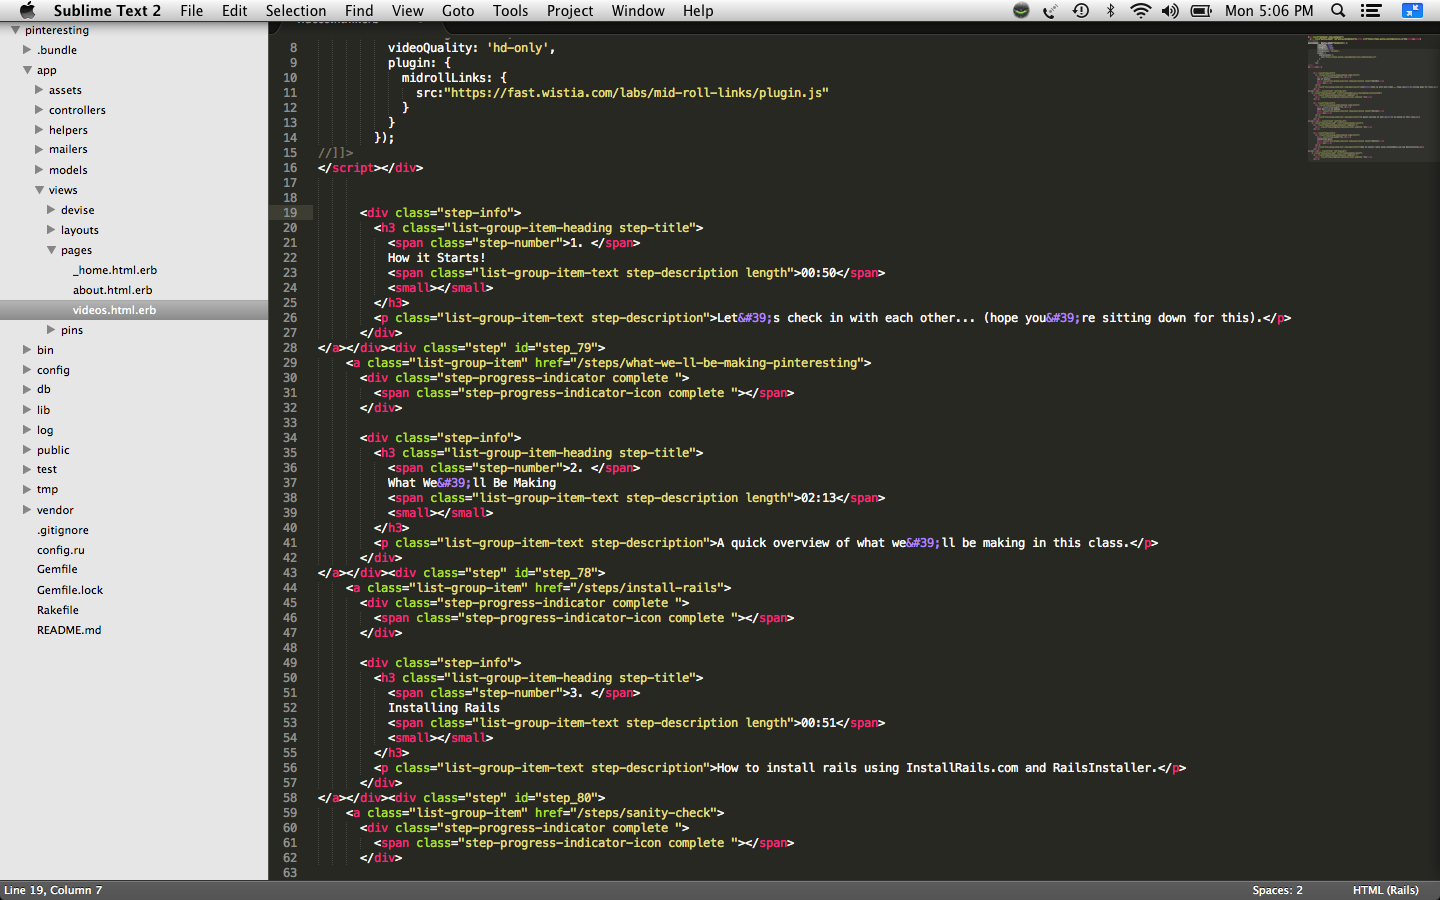 Sublime Text 2 File Edit Selection Find View Goto Tools Project Window Help Mon 5:06 PM
pinteresting
.bundle
app
assets
controllers
helpers
mailers
models
views
devise
layouts
pages
_home.html.erb
about.html.erb
videos.html.erb
pins
bin
config
db
lib
log
public
test
tmp
vendor
.gitignore
config.ru
Gemfile
Gemfile.lock
Rakefile
README.md
8 videoQuality: 'hd-only',
9 plugin: {
10 midrollLinks: {
11 src:"https://fast.wistia.com/labs/mid-roll-links/plugin.js"
12 }
13 }
14 });
15 //]]>
16 </script></div>
17
18
19 <div class="step-info">
20 <h3 class="list-group-item-heading step-title">
21 <span class="step-number">1. </span>
22 How it Starts!
23 <span class="list-group-item-text step-description length">00:50</span>
24 <small></small>
25 </h3>
26 <p class="list-group-item-text step-description">Let&#39;s check in with each other... (hope you&#39;re sitting down for this).</p>
27 </div>
28 </a></div><div class="step" id="step_79">
29 <a class="list-group-item" href="/steps/what-we-ll-be-making-pinteresting">
30 <div class="step-progress-indicator complete ">
31 <span class="step-progress-indicator-icon complete "></span>
32 </div>
33
34 <div class="step-info">
35 <h3 class="list-group-item-heading step-title">
36 <span class="step-number">2. </span>
37 What We&#39;ll Be Making
38 <span class="list-group-item-text step-description length">02:13</span>
39 <small></small>
40 </h3>
41 <p class="list-group-item-text step-description">A quick overview of what we&#39;ll be making in this class.</p>
42 </div>
43 </a></div><div class="step" id="step_78">
44 <a class="list-group-item" href="/steps/install-rails">
45 <div class="step-progress-indicator complete ">
46 <span class="step-progress-indicator-icon complete "></span>
47 </div>
48
49 <div class="step-info">
50 <h3 class="list-group-item-heading step-title">
51 <span class="step-number">3. </span>
52 Installing Rails
53 <span class="list-group-item-text step-description length">00:51</span>
54 <small></small>
55 </h3>
56 <p class="list-group-item-text step-description">How to install rails using InstallRails.com and RailsInstaller.</p>
57 </div>
58 </a></div><div class="step" id="step_80">
59 <a class="list-group-item" href="/steps/sanity-check">
60 <div class="step-progress-indicator complete ">
61 <span class="step-progress-indicator-icon complete "></span>
62 </div>
63
Line 19, Column 7 Spaces: 2 HTML (Rails)